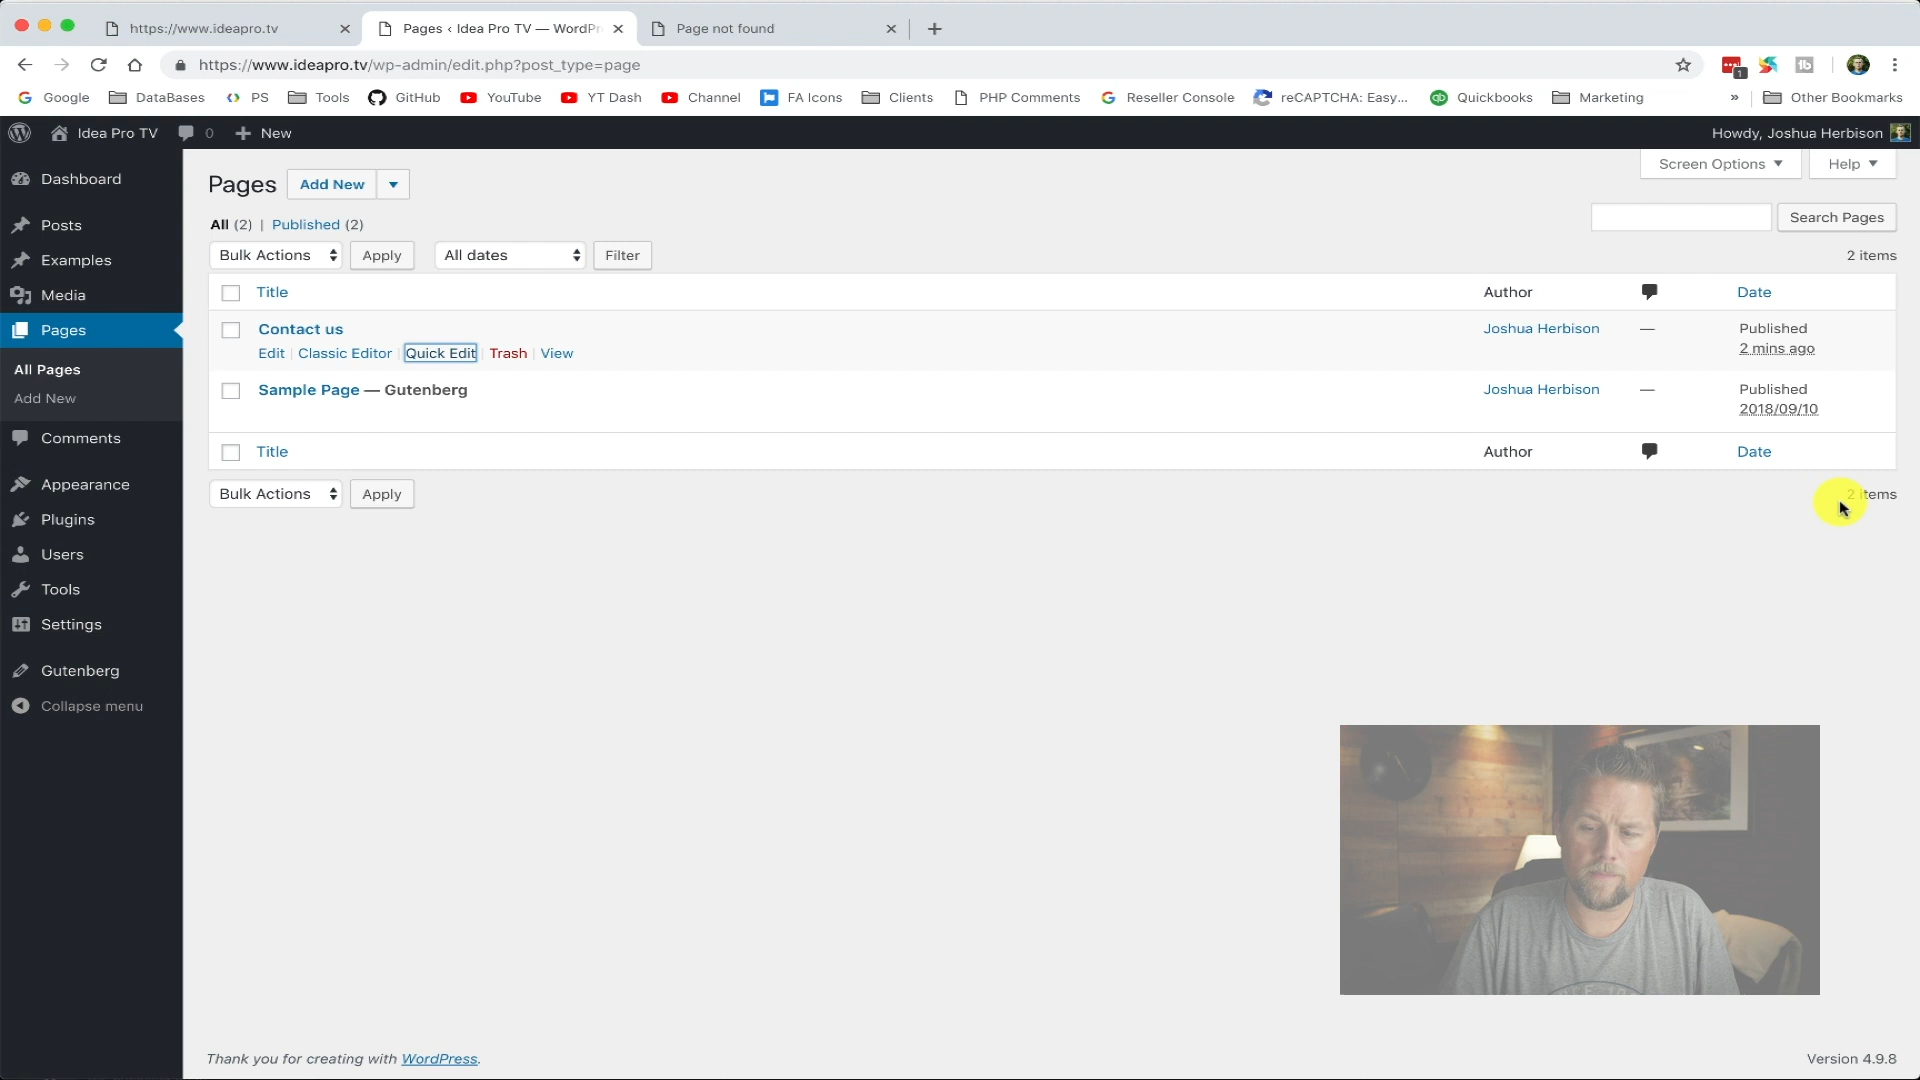 https://www.ideapro.tv
Pages ‹ Idea Pro TV — WordPr
Page not found
https://www.ideapro.tv/wp-admin/edit.php?post_type=page
1
Google DataBases PS Tools GitHub YouTube YT Dash Channel FA Icons Clients PHP Comments Reseller Console reCAPTCHA: Easy... Quickbooks Marketing » Other Bookmarks
Idea Pro TV 0 New Howdy, Joshua Herbison
Screen Options Help
Dashboard
Posts
Examples
Media
Pages
All Pages
Add New
Comments
Appearance
Plugins
Users
Tools
Settings
Gutenberg
Collapse menu
Pages Add New
All (2) | Published (2)
Search Pages
Bulk Actions Apply All dates Filter 2 items
Title Author Date
Contact us Joshua Herbison — Published
Edit | Classic Editor | Quick Edit | Trash | View 2 mins ago
Sample Page — Gutenberg Joshua Herbison — Published
2018/09/10
Title Author Date
Bulk Actions Apply 2 items
Thank you for creating with WordPress. Version 4.9.8